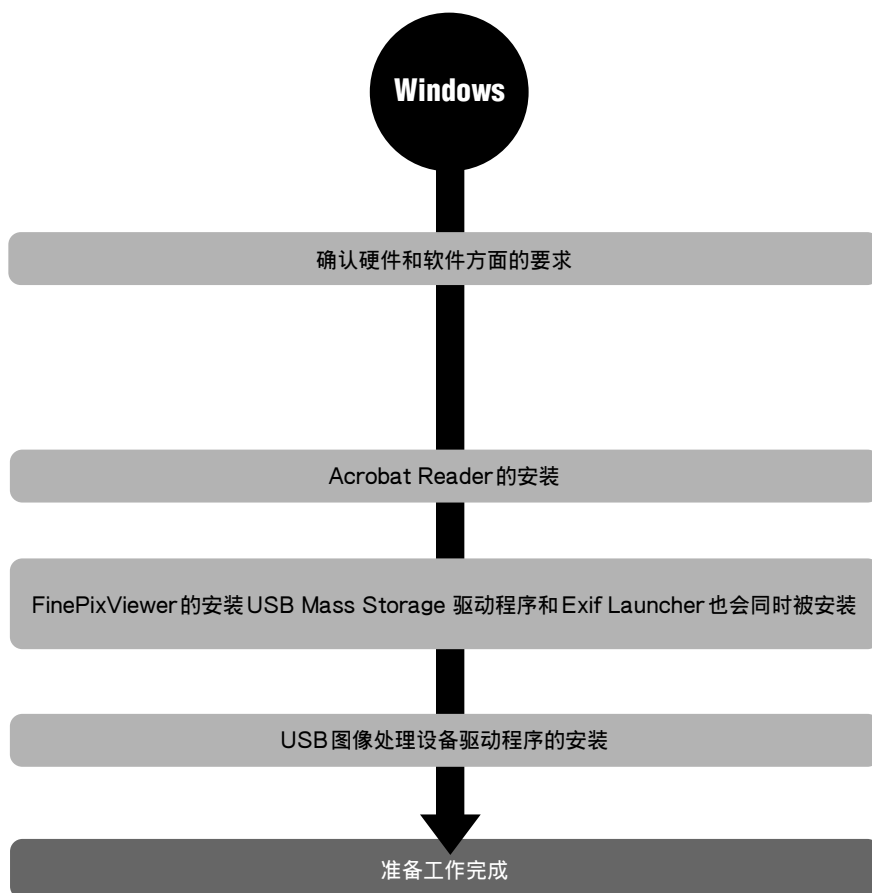 Windows
确认硬件和软件方面的要求
Acrobat Reader的安装
FinePixViewer的安装USB Mass Storage 驱动程序和Exif Launcher也会同时被安装
USB图像处理设备驱动程序的安装
准备工作完成